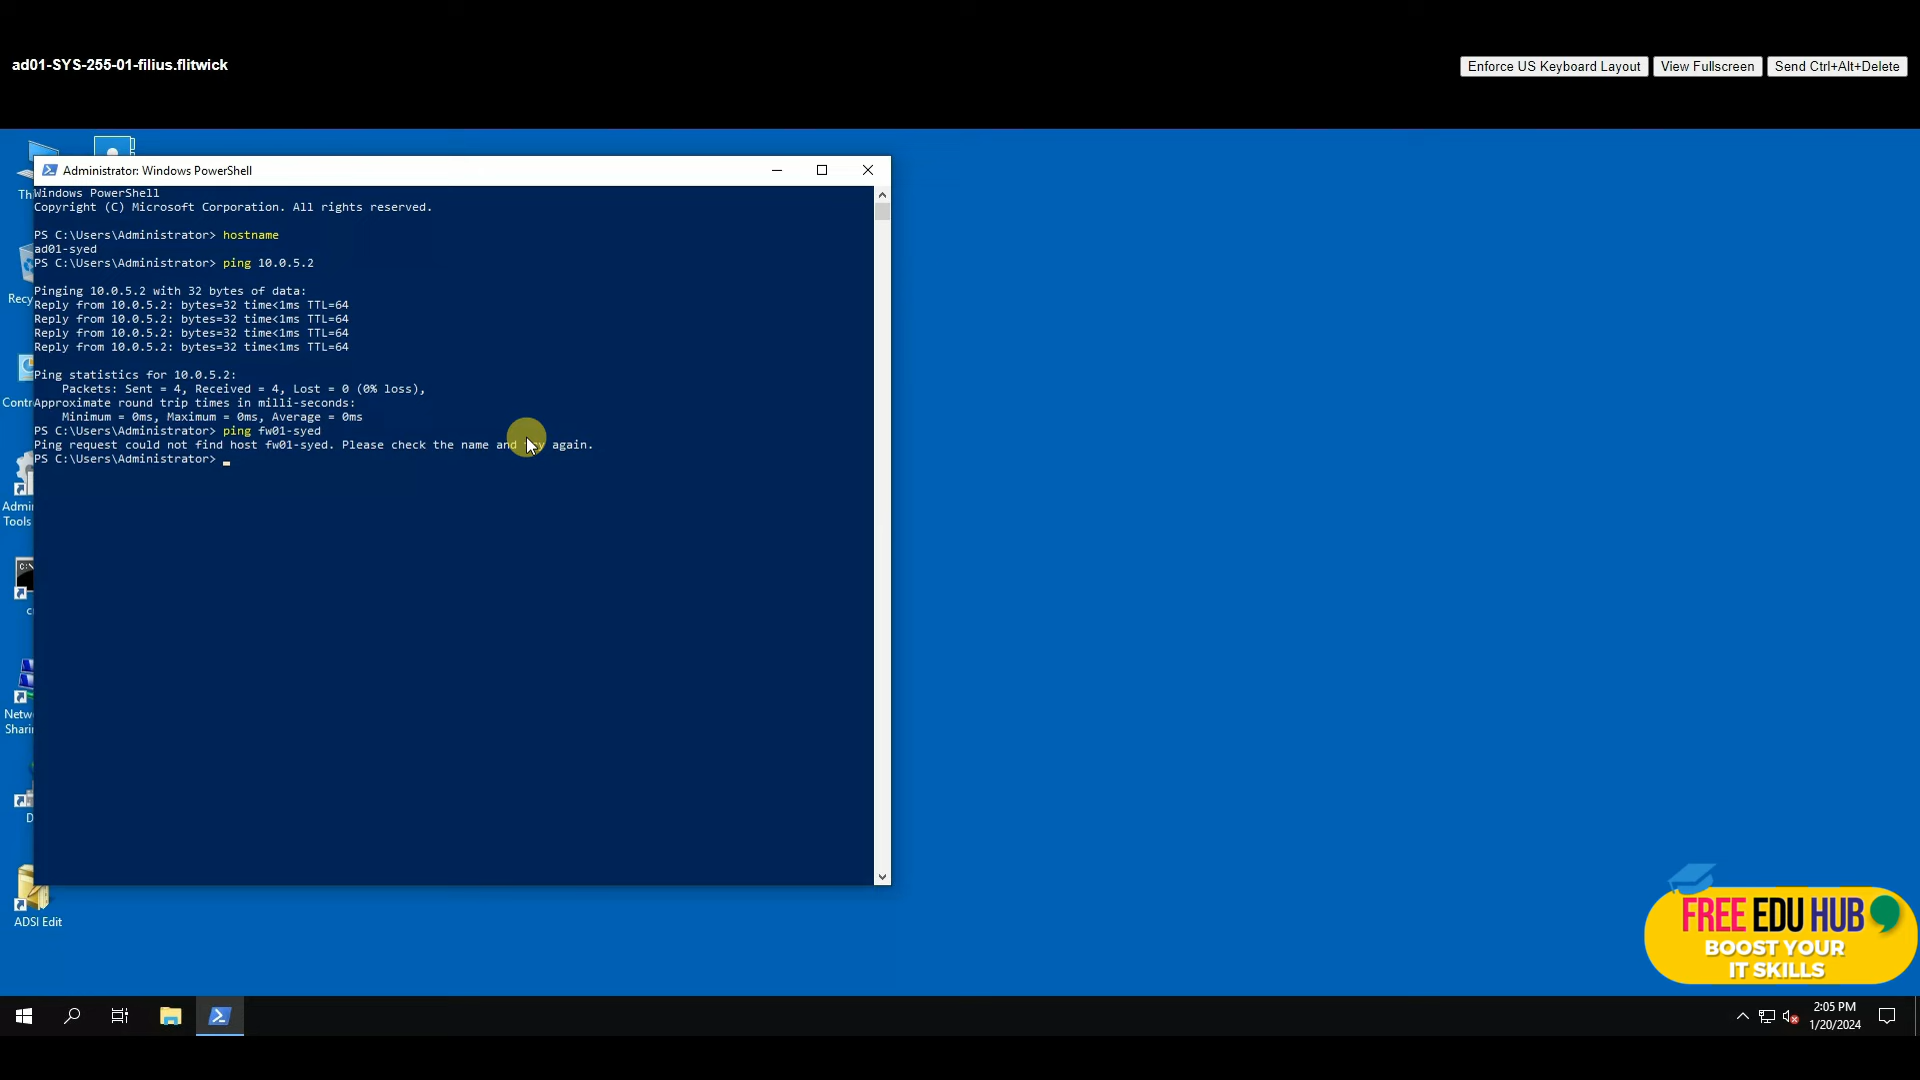 ad01-SYS-255-01-filius.flitwick
Enforce US Keyboard Layout
View Fullscreen
Send Ctrl+Alt+Delete
Administrator: Windows PowerShell
Windows PowerShell
Copyright (C) Microsoft Corporation. All rights reserved.
PS C:\Users\Administrator> hostname
ad01-syed
PS C:\Users\Administrator> ping 10.0.5.2
Pinging 10.0.5.2 with 32 bytes of data:
Reply from 10.0.5.2: bytes=32 time<1ms TTL=64
Reply from 10.0.5.2: bytes=32 time<1ms TTL=64
Reply from 10.0.5.2: bytes=32 time<1ms TTL=64
Reply from 10.0.5.2: bytes=32 time<1ms TTL=64
Ping statistics for 10.0.5.2:
Packets: Sent = 4, Received = 4, Lost = 0 (0% loss),
Approximate round trip times in milli-seconds:
Minimum = 0ms, Maximum = 0ms, Average = 0ms
PS C:\Users\Administrator> ping fw01-syed
Ping request could not find host fw01-syed. Please check the name and try again.
PS C:\Users\Administrator>
Th
Recy
Contr
Admin
Tools
c
Netw
Sharin
D
ADSI Edit
FREE EDU HUB
BOOST YOUR
IT SKILLS
2:05 PM
1/20/2024